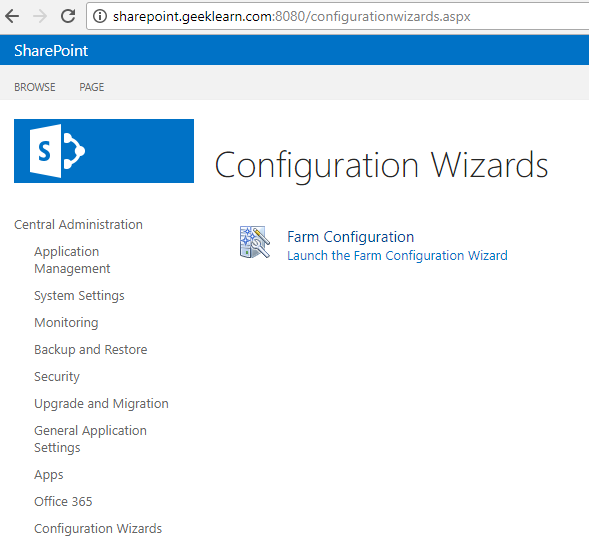 sharepoint.geeklearn.com:8080/configurationwizards.aspx
SharePoint
BROWSE PAGE
S
Configuration Wizards
Central Administration
Application
Management
System Settings
Monitoring
Backup and Restore
Security
Upgrade and Migration
General Application
Settings
Apps
Office 365
Configuration Wizards
Farm Configuration
Launch the Farm Configuration Wizard